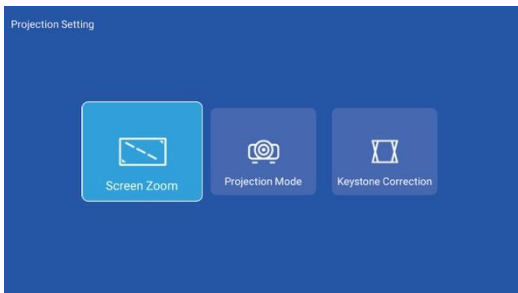 Projection Setting
Screen Zoom
Projection Mode
Keystone Correction